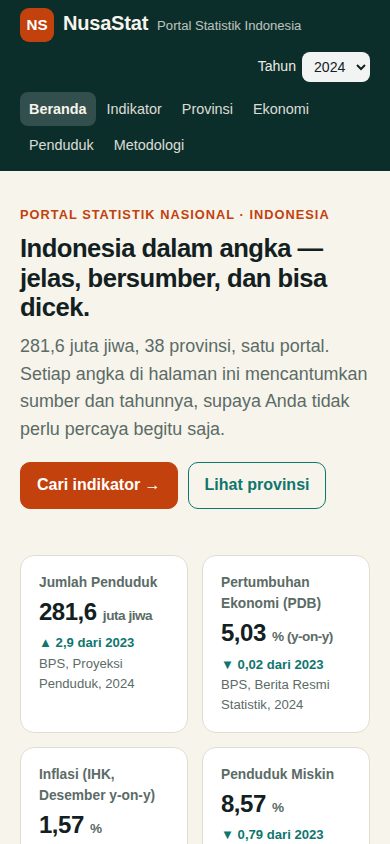 NS NusaStat Portal Statistik Indonesia
Tahun 2024
Beranda Indikator Provinsi Ekonomi
Penduduk Metodologi
PORTAL STATISTIK NASIONAL · INDONESIA
Indonesia dalam angka —
jelas, bersumber, dan bisa
dicek.
281,6 juta jiwa, 38 provinsi, satu portal.
Setiap angka di halaman ini mencantumkan
sumber dan tahunnya, supaya Anda tidak
perlu percaya begitu saja.
Cari indikator →
Lihat provinsi
Jumlah Penduduk
281,6 juta jiwa
▲ 2,9 dari 2023
BPS, Proyeksi
Penduduk, 2024
Pertumbuhan
Ekonomi (PDB)
5,03 % (y-on-y)
▼ 0,02 dari 2023
BPS, Berita Resmi
Statistik, 2024
Inflasi (IHK,
Desember y-on-y)
1,57 %
Penduduk Miskin
8,57 %
▼ 0,79 dari 2023